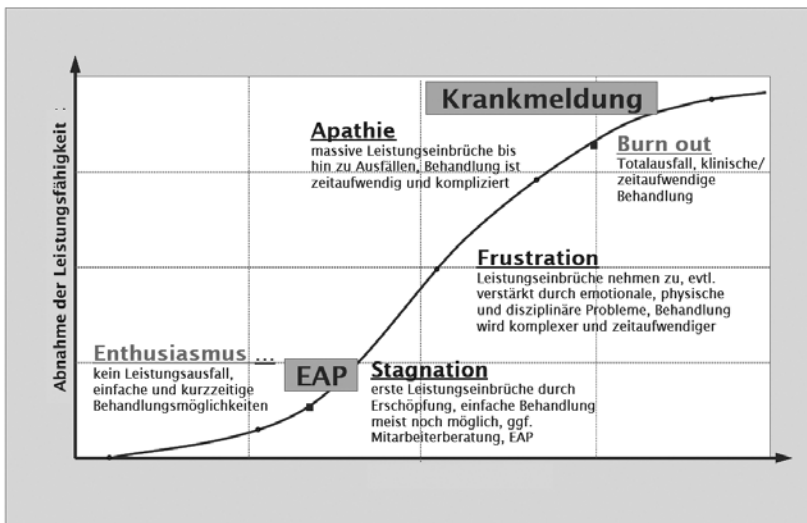 Abnahme der Leistungsfähigkeit :
Krankmeldung
Apathie
massive Leistungseinbrüche bis
hin zu Ausfällen, Behandlung ist
zeitaufwendig und kompliziert
Burn out
Totalausfall, klinische/
zeitaufwendige
Behandlung
Frustration
Leistungseinbrüche nehmen zu, evtl.
verstärkt durch emotionale, physische
und disziplinäre Probleme, Behandlung
wird komplexer und zeitaufwendiger
Enthusiasmus ...
kein Leistungsausfall,
einfache und kurzzeitige
Behandlungsmöglichkeiten
EAP
Stagnation
erste Leistungseinbrüche durch
Erschöpfung, einfache Behandlung
meist noch möglich, ggf.
Mitarbeiterberatung, EAP